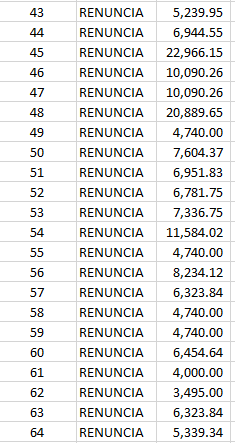 43 RENUNCIA 5,239.95
44 RENUNCIA 6,944.55
45 RENUNCIA 22,966.15
46 RENUNCIA 10,090.26
47 RENUNCIA 10,090.26
48 RENUNCIA 20,889.65
49 RENUNCIA 4,740.00
50 RENUNCIA 7,604.37
51 RENUNCIA 6,951.83
52 RENUNCIA 6,781.75
53 RENUNCIA 7,336.75
54 RENUNCIA 11,584.02
55 RENUNCIA 4,740.00
56 RENUNCIA 8,234.12
57 RENUNCIA 6,323.84
58 RENUNCIA 4,740.00
59 RENUNCIA 4,740.00
60 RENUNCIA 6,454.64
61 RENUNCIA 4,000.00
62 RENUNCIA 3,495.00
63 RENUNCIA 6,323.84
64 RENUNCIA 5,339.34